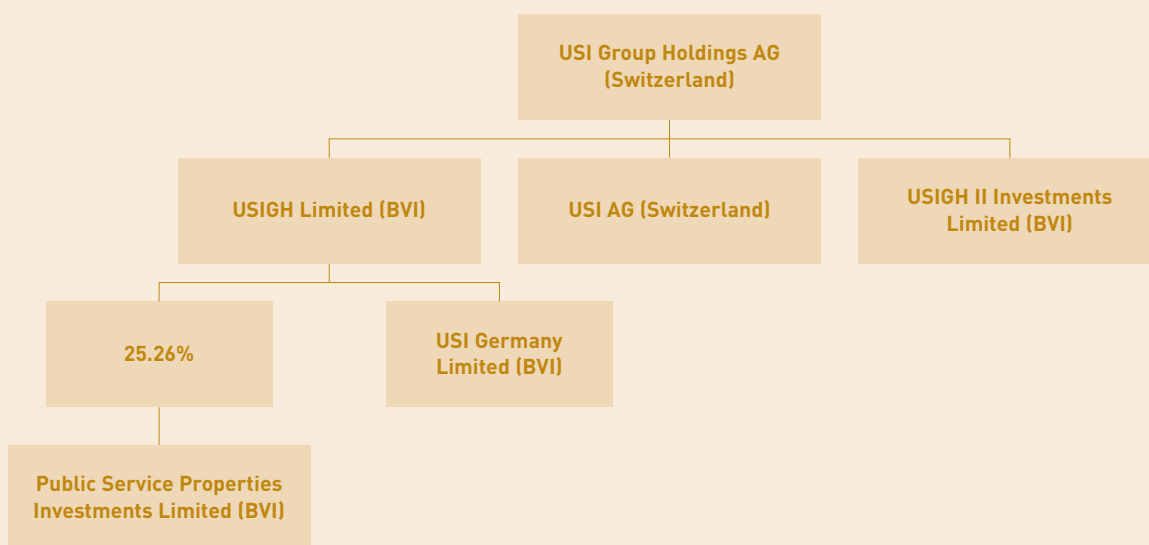 USI Group Holdings AG
(Switzerland)
USIGH Limited (BVI)
USI AG (Switzerland)
USIGH II Investments
Limited (BVI)
25.26%
USI Germany
Limited (BVI)
Public Service Properties
Investments Limited (BVI)